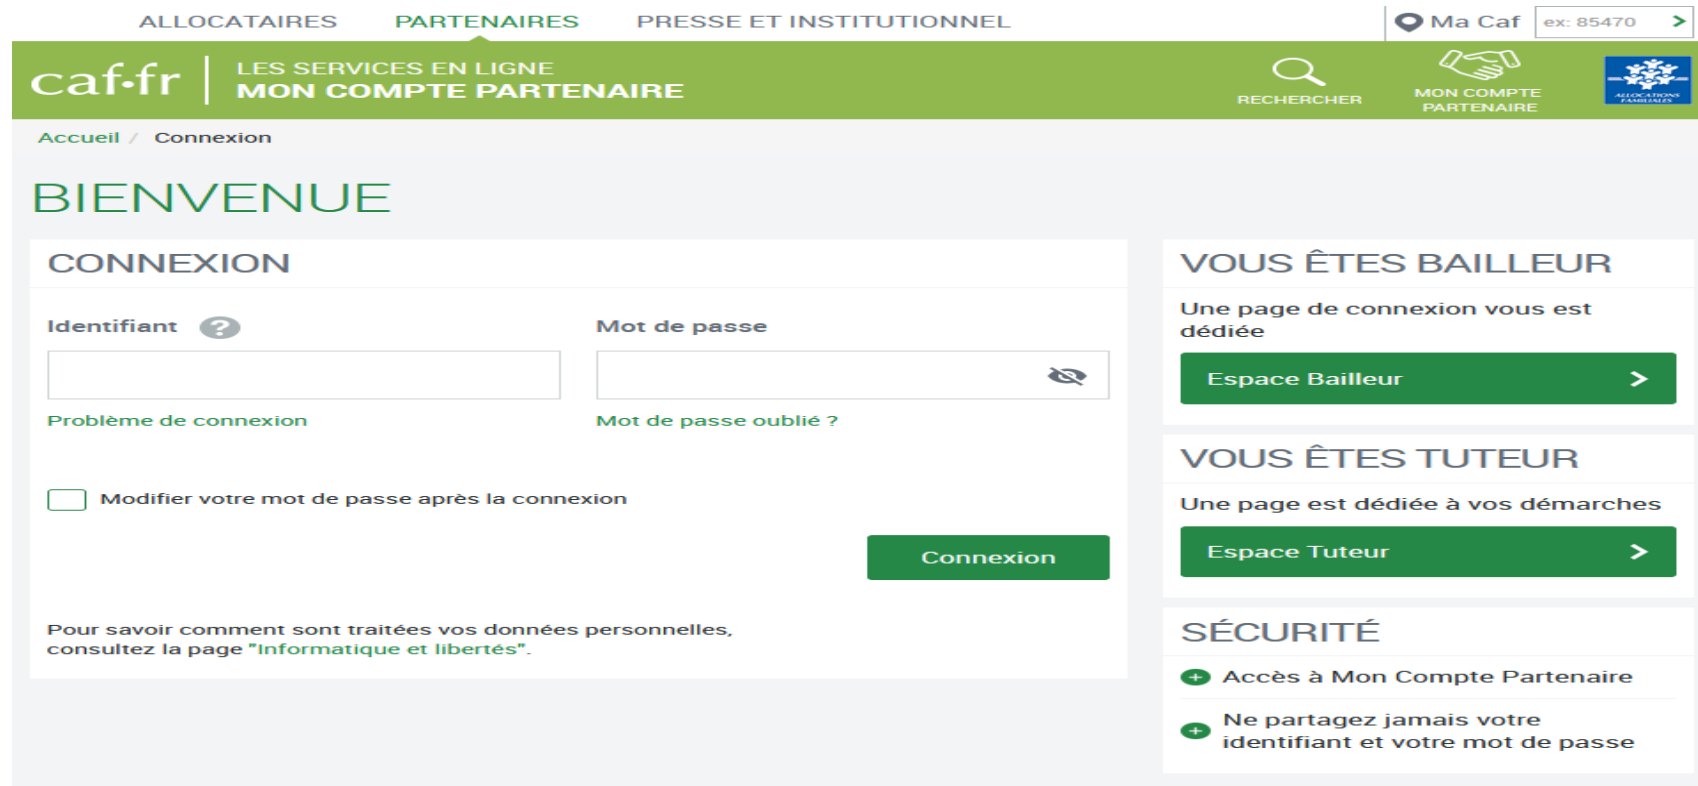 ALLOCATAIRES PARTENAIRES PRESSE ET INSTITUTIONNEL Ma Caf ex: 85470
caf.fr LES SERVICES EN LIGNE
MON COMPTE PARTENAIRE
RECHERCHER
MON COMPTE
PARTENAIRE
ALLOCATIONS
FAMILIALES
Accueil / Connexion
BIENVENUE
CONNEXION
Identifiant ?
Mot de passe
Problème de connexion
Mot de passe oublié ?
Modifier votre mot de passe après la connexion
Connexion
Pour savoir comment sont traitées vos données personnelles,
consultez la page "Informatique et libertés".
VOUS ÊTES BAILLEUR
Une page de connexion vous est
dédiée
Espace Bailleur
VOUS ÊTES TUTEUR
Une page est dédiée à vos démarches
Espace Tuteur
SÉCURITÉ
Accès à Mon Compte Partenaire
Ne partagez jamais votre
identifiant et votre mot de passe